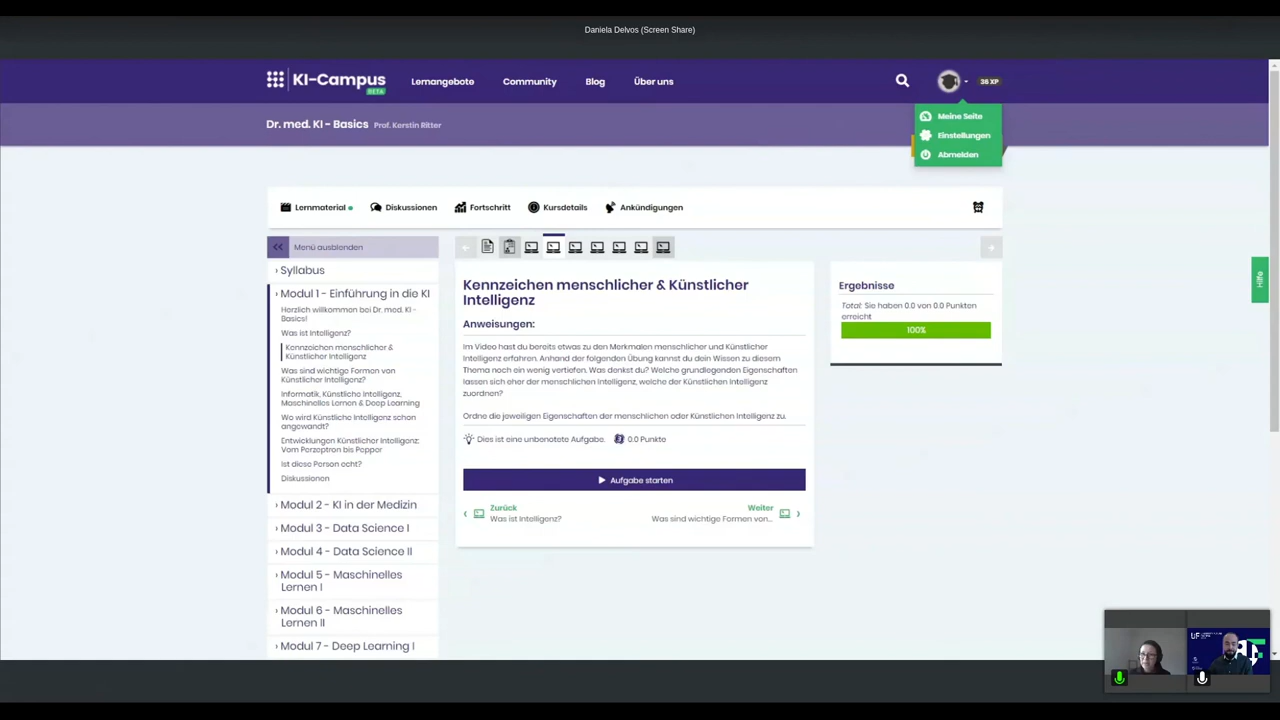 Daniela Delvos (Screen Share)
KI-Campus
BETA
Lernangebote
Community
Blog
Über uns
36 XP
Meine Seite
Einstellungen
Abmelden
Dr. med. KI - Basics Prof. Kerstin Ritter
Lernmaterial
Diskussionen
Fortschritt
Kursdetails
Ankündigungen
Menü ausblenden
Syllabus
Modul 1 - Einführung in die KI
Herzlich willkommen bei Dr. med. KI -
Basics!
Was ist Intelligenz?
Kennzeichen menschlicher &
Künstlicher Intelligenz
Was sind wichtige Formen von
Künstlicher Intelligenz?
Informatik, Künstliche Intelligenz,
Maschinelles Lernen & Deep Learning
Wo wird Künstliche Intelligenz schon
angewandt?
Entwicklungen Künstlicher Intelligenz:
Vom Perzeptron bis Pepper
Ist diese Person echt?
Diskussionen
Modul 2 - KI in der Medizin
Modul 3 - Data Science I
Modul 4 - Data Science II
Modul 5 - Maschinelles
Lernen I
Modul 6 - Maschinelles
Lernen II
Modul 7 - Deep Learning I
Kennzeichen menschlicher & Künstlicher
Intelligenz
Anweisungen:
Im Video hast du bereits etwas zu den Merkmalen menschlicher und Künstlicher
Intelligenz erfahren. Anhand der folgenden Übung kannst du dein Wissen zu diesem
Thema noch ein wenig vertiefen. Was denkst du? Welche grundlegenden Eigenschaften
lassen sich eher der menschlichen Intelligenz, welche der Künstlichen Intelligenz
zuordnen?
Ordne die jeweiligen Eigenschaften der menschlichen oder Künstlichen Intelligenz zu.
Dies ist eine unbenotete Aufgabe.
0.0 Punkte
Aufgabe starten
Zurück
Was ist Intelligenz?
Weiter
Was sind wichtige Formen von...
Ergebnisse
Total: Sie haben 0.0 von 0.0 Punkten
erreicht
100%
Hilfe